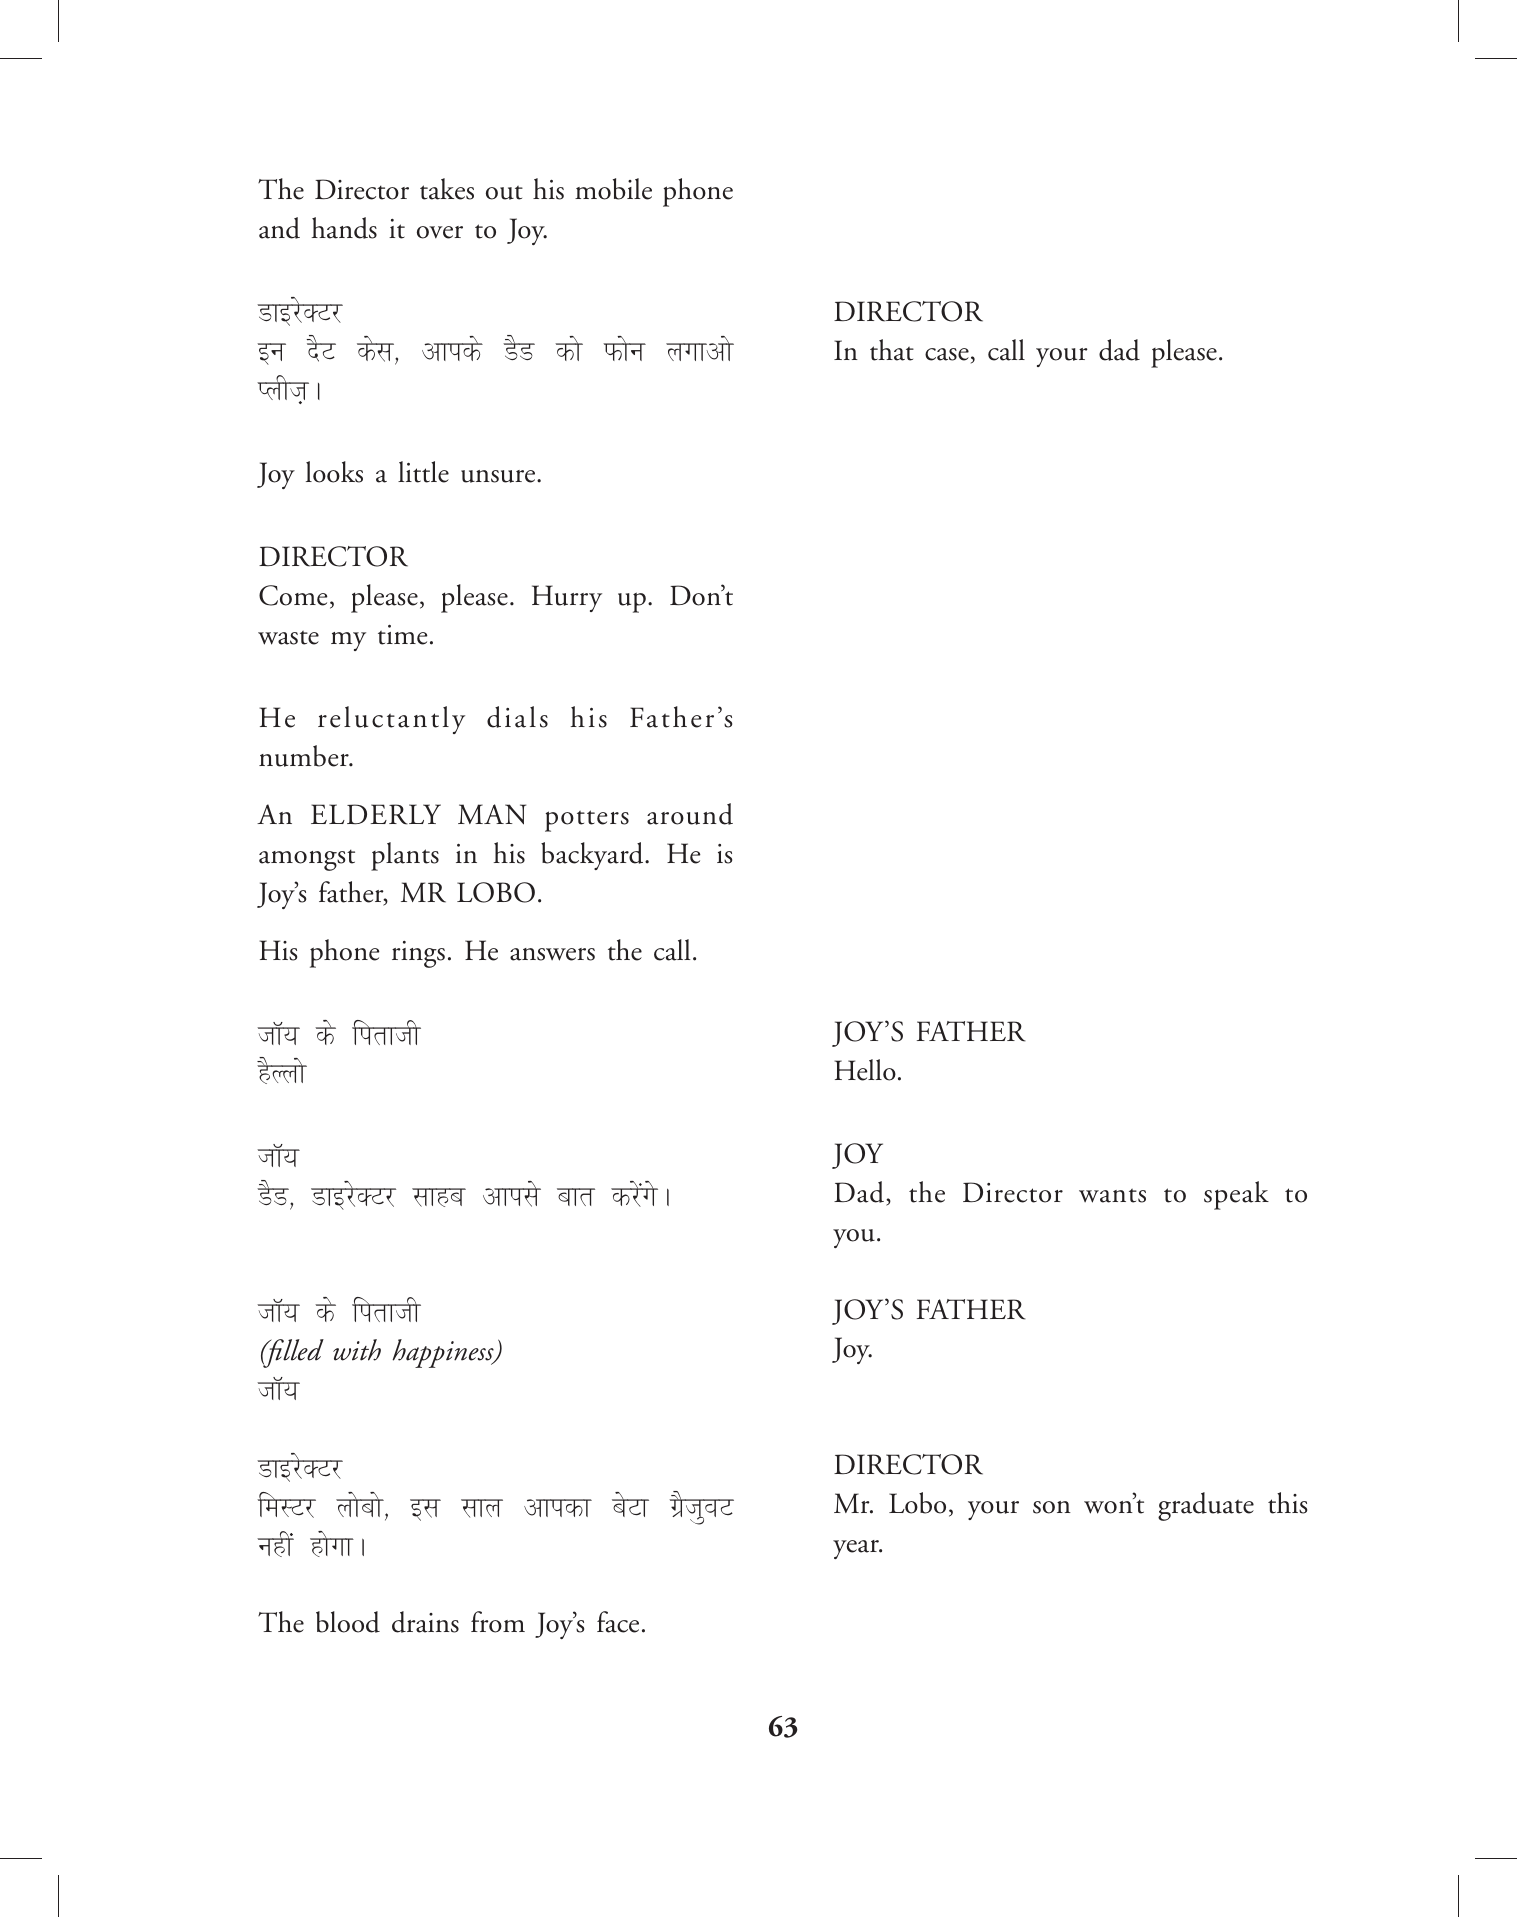 The Director takes out his mobile phone
and hands it over to Joy.
डाइरेक्टर
इन दैट केस, आपके डैड को फोन लगाओ
प्लीज़।
DIRECTOR
In that case, call your dad please.
Joy looks a little unsure.
DIRECTOR
Come, please, please. Hurry up. Don’t
waste my time.
He reluctantly dials his Father’s
number.
An ELDERLY MAN potters around
amongst plants in his backyard. He is
Joy’s father, MR LOBO.
His phone rings. He answers the call.
जॉय के पिताजी
हैल्लो
JOY’S FATHER
Hello.
जॉय
डैड, डाइरेक्टर साहब आपसे बात करेंगे।
JOY
Dad, the Director wants to speak to
you.
जॉय के पिताजी
(filled with happiness)
जॉय
JOY’S FATHER
Joy.
डाइरेक्टर
मिस्टर लोबो, इस साल आपका बेटा ग्रैजुवट
नहीं होगा।
DIRECTOR
Mr. Lobo, your son won’t graduate this
year.
The blood drains from Joy’s face.
63